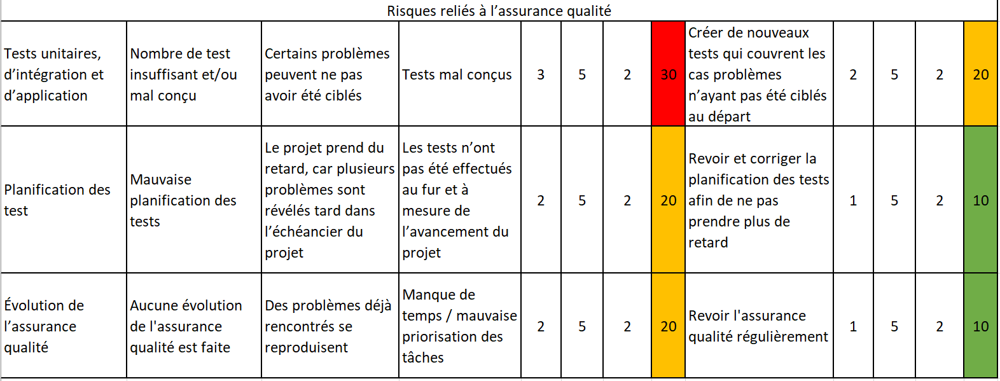 Risques reliés à l’assurance qualité
Tests unitaires,
d’intégration et
d’application
Nombre de test
insuffisant et/ou
mal conçu
Certains problèmes
peuvent ne pas
avoir été ciblés
Tests mal conçus
3
5
2
30
Créer de nouveaux
tests qui couvrent les
cas problèmes
n’ayant pas été ciblés
au départ
2
5
2
20
Planification des
test
Mauvaise
planification des
tests
Le projet prend du
retard, car plusieurs
problèmes sont
révélés tard dans
l’échéancier du
projet
Les tests n’ont
pas été effectués
au fur et à
mesure de
l’avancement du
projet
2
5
2
20
Revoir et corriger la
planification des tests
afin de ne pas
prendre plus de
retard
1
5
2
10
Évolution de
l’assurance
qualité
Aucune évolution
de l'assurance
qualité est faite
Des problèmes déjà
rencontrés se
reproduisent
Manque de
temps / mauvaise
priorisation des
tâches
2
5
2
20
Revoir l'assurance
qualité régulièrement
1
5
2
10